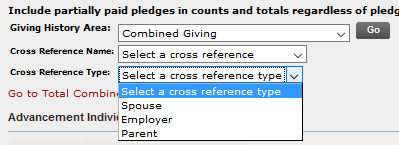 Include partially paid pledges in counts and totals regardless of pledg
Giving History Area: Combined Giving Go
Cross Reference Name: Select a cross reference
Cross Reference Type: Select a cross reference type
Select a cross reference type
Go to Total Combin
Spouse
Employer
Advancement Indivi
Parent